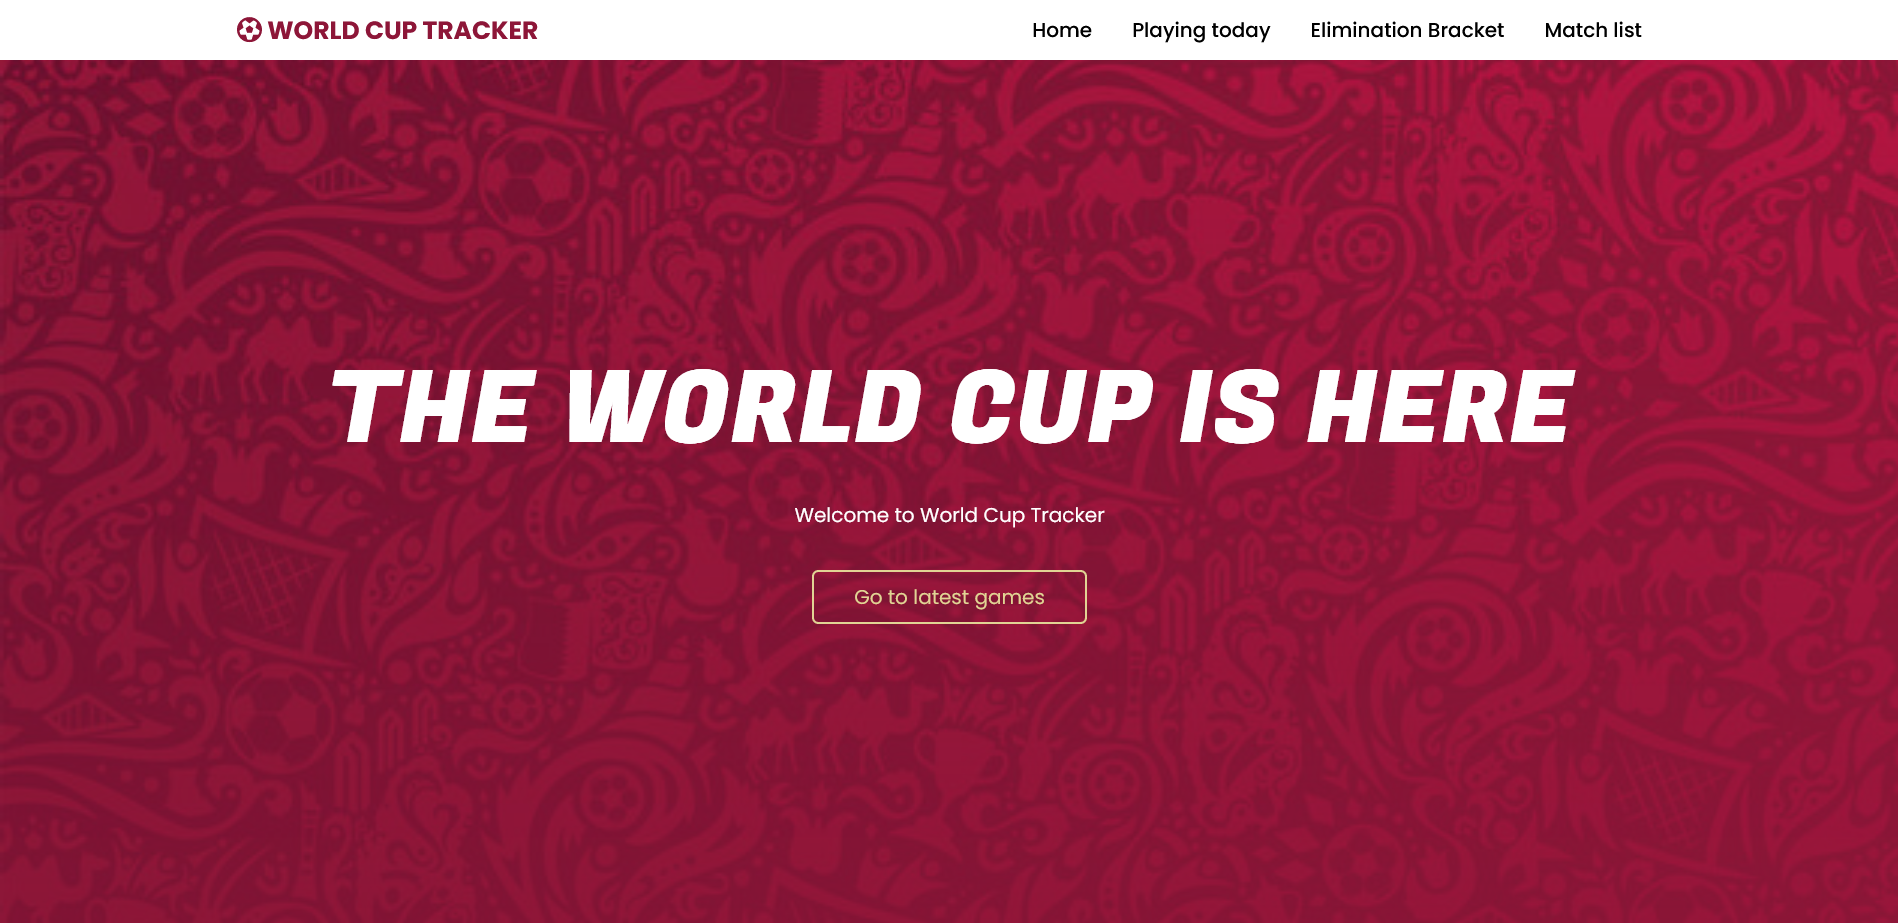 WORLD CUP TRACKER
Home
Playing today
Elimination Bracket
Match list
THE WORLD CUP IS HERE
Welcome to World Cup Tracker
Go to latest games